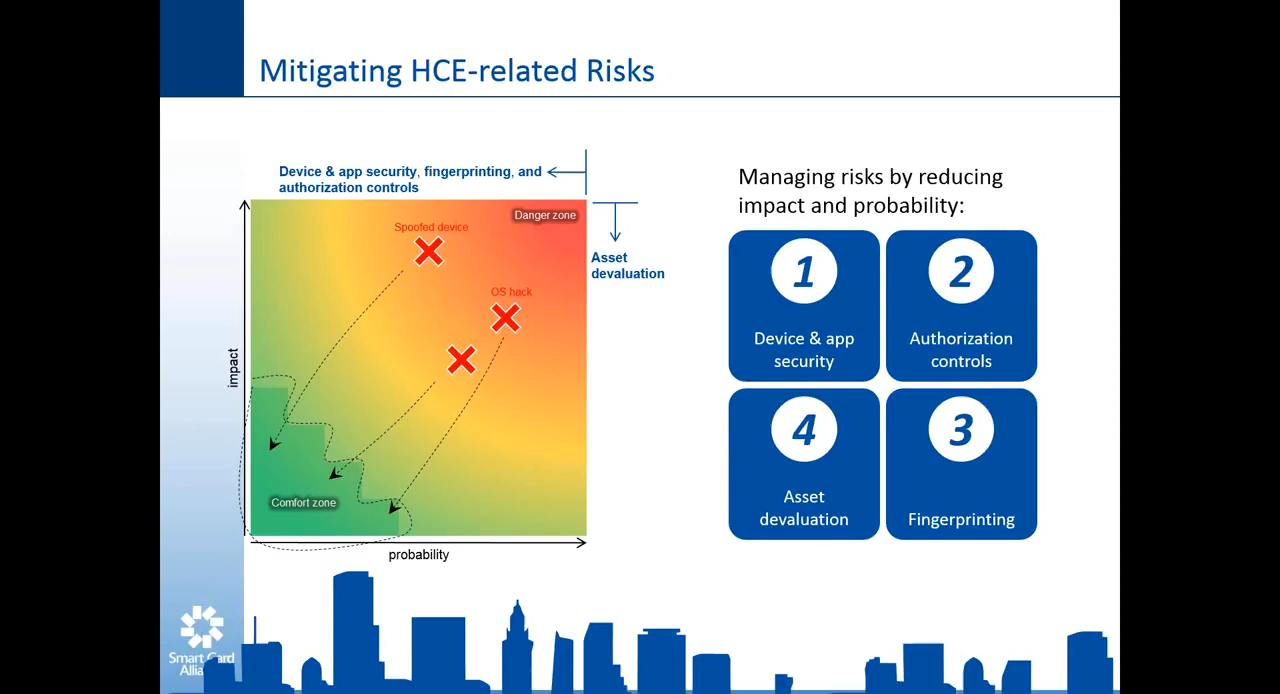 Mitigating HCE-related Risks
Device & app security, fingerprinting, and
authorization controls
Danger zone
Spoofed device
Asset
devaluation
OS hack
impact
Comfort zone
probability
Managing risks by reducing
impact and probability:
1
Device & app
security
2
Authorization
controls
4
Asset
devaluation
3
Fingerprinting
Smart Card